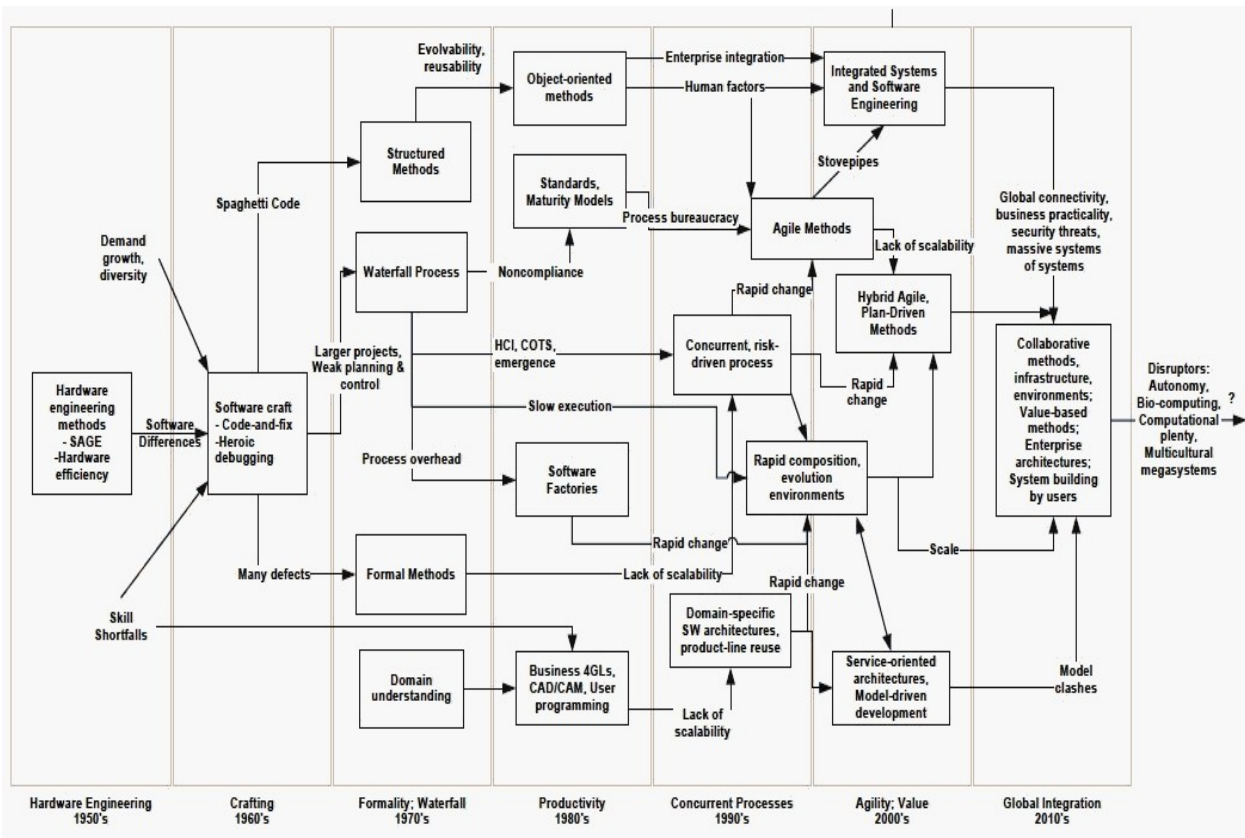 Evolvability,
reusability
Object-oriented
methods
Enterprise integration
Human factors
Integrated Systems
and Software
Engineering
Structured
Methods
Spaghetti Code
Standards,
Maturity Models
Stovepipes
Process bureaucracy
Agile Methods
Lack of scalability
Global connectivity,
business practicality,
security threats,
massive systems
of systems
Demand
growth,
diversity
Waterfall Process
Noncompliance
Rapid change
Hybrid Agile,
Plan-Driven
Methods
Larger projects,
Weak planning &
control
HCI, COTS,
emergence
Concurrent, risk-
driven process
Rapid
change
Collaborative
methods,
infrastructure,
environments;
Value-based
methods;
Enterprise
architectures;
System building
by users
Disruptors:
Autonomy,
Bio-computing,
Computational
plenty,
Multicultural
megasystems
?
Hardware
engineering
methods
- SAGE
-Hardware
efficiency
Software
Differences
Software craft
- Code-and-fix
-Heroic
debugging
Slow execution
Process overhead
Software
Factories
Rapid composition,
evolution
environments
Rapid change
Scale
Many defects
Formal Methods
Lack of scalability
Rapid change
Skill
Shortfalls
Domain-specific
SW architectures,
product-line reuse
Domain
understanding
Business 4GLs,
CAD/CAM, User
programming
Lack of
scalability
Service-oriented
architectures,
Model-driven
development
Model
clashes
Hardware Engineering
1950's
Crafting
1960's
Formality; Waterfall
1970's
Productivity
1980's
Concurrent Processes
1990's
Agility; Value
2000's
Global Integration
2010's